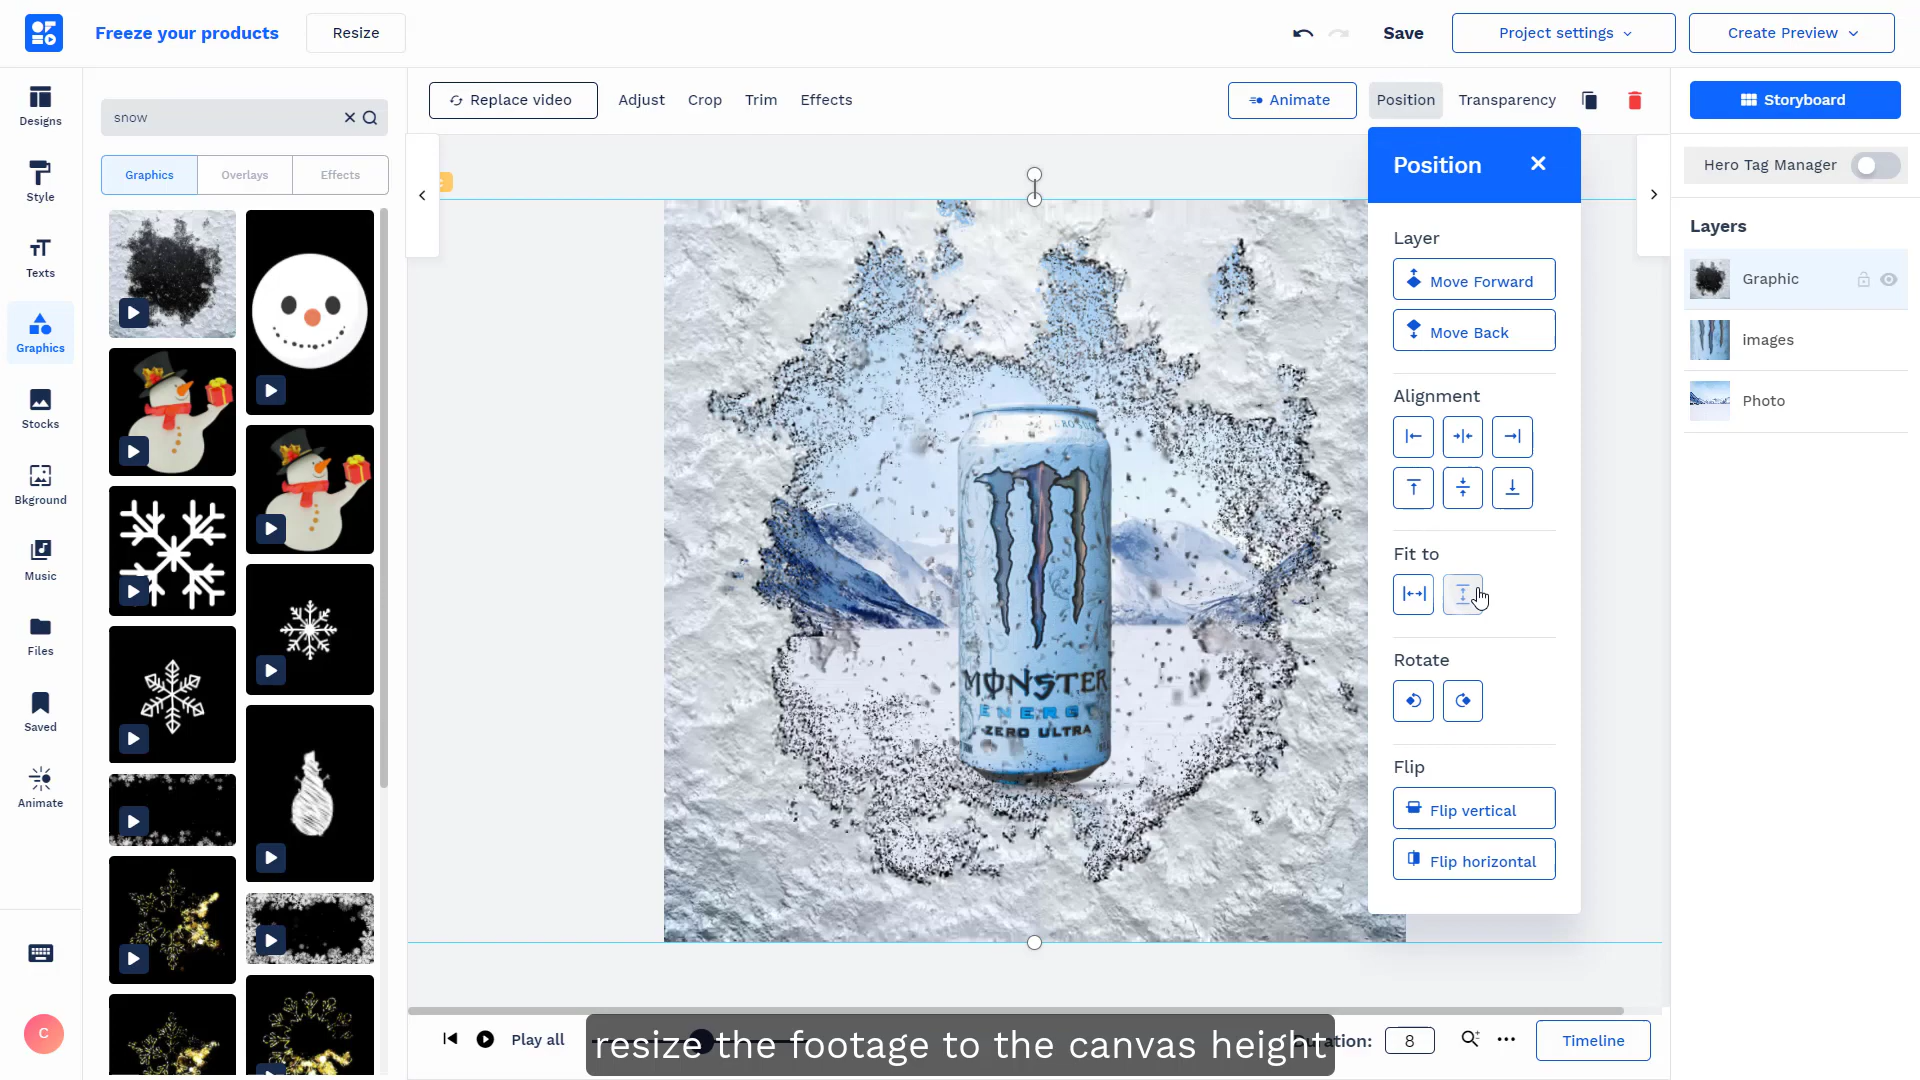 Freeze your products
Resize
Save
Project settings
Create Preview
Designs
Style
Texts
Graphics
Stocks
Bkground
Music
Files
Saved
Animate
C
snow
Graphics
Overlays
Effects
Replace video
Adjust
Crop
Trim
Effects
Animate
Position
Transparency
MONSTER
ENERGY
ZERO ULTRA
Position
Layer
Move Forward
Move Back
Alignment
Fit to
Rotate
Flip
Flip vertical
Flip horizontal
Storyboard
Hero Tag Manager
Layers
Graphic
images
Photo
Play all
resize the footage to the canvas height
8
Timeline